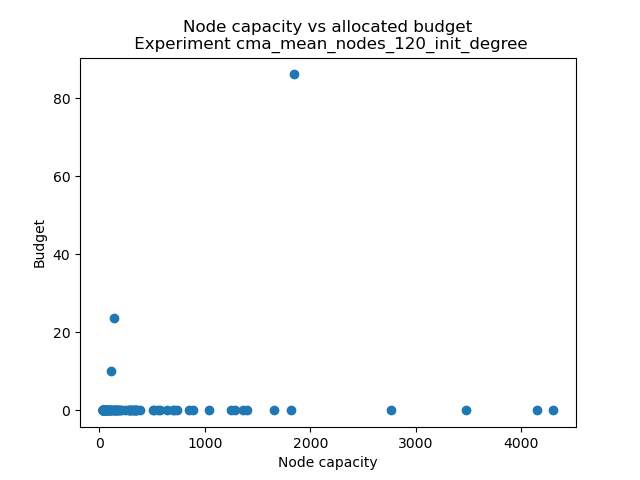 Node capacity vs allocated budget
Experiment cma_mean_nodes_120_init_degree
80
60
40
20
0
Budget
0 1000 2000 3000 4000
Node capacity